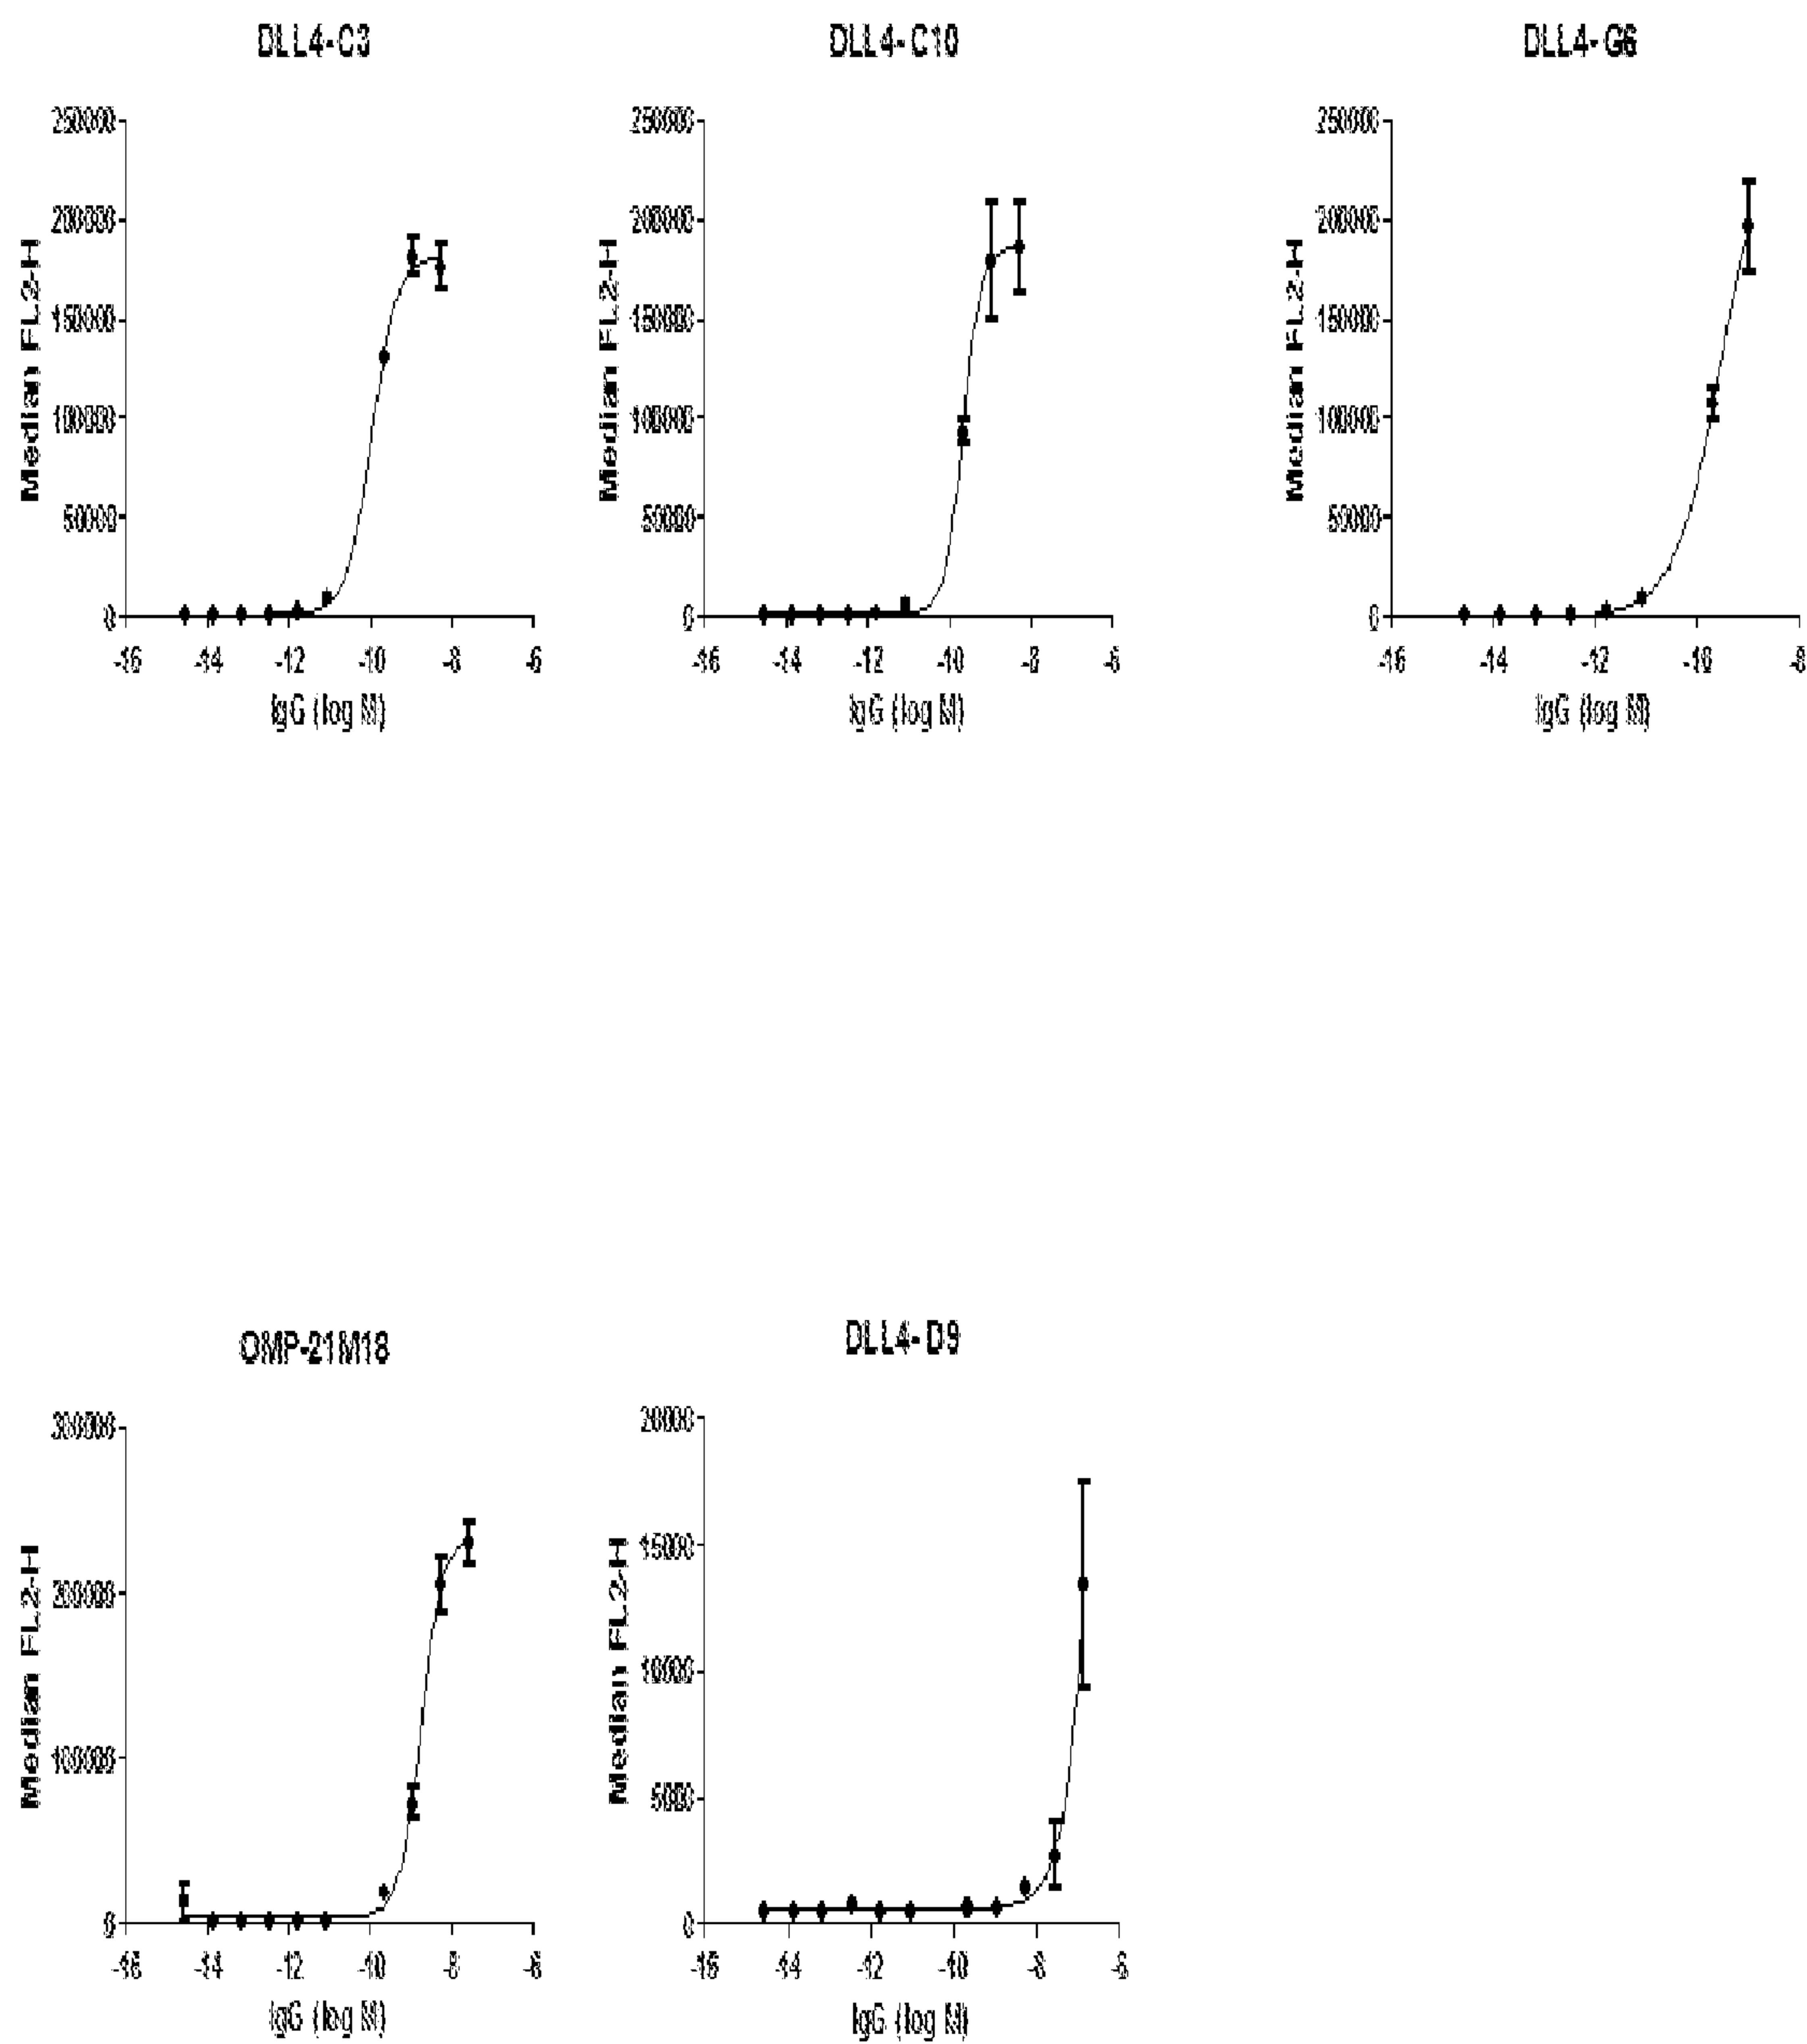 DLL4-C3
250000
200000
150000
100000
50000
0
Median FL2-H
-16 -14 -12 -10 -8 -6
IgG (log M)
DLL4-C10
250000
200000
150000
100000
50000
0
Median FL2-H
-16 -14 -12 -10 -8 -6
IgG (log M)
DLL4-G6
250000
200000
150000
100000
50000
0
Median FL2-H
-16 -14 -12 -10 -8
IgG (log M)
OMP-21M18
300000
200000
100000
0
Median FL2-H
-16 -14 -12 -10 -8 -6
IgG (log M)
DLL4-D9
20000
15000
10000
5000
0
Median FL2-H
-16 -14 -12 -10 -8 -6
IgG (log M)